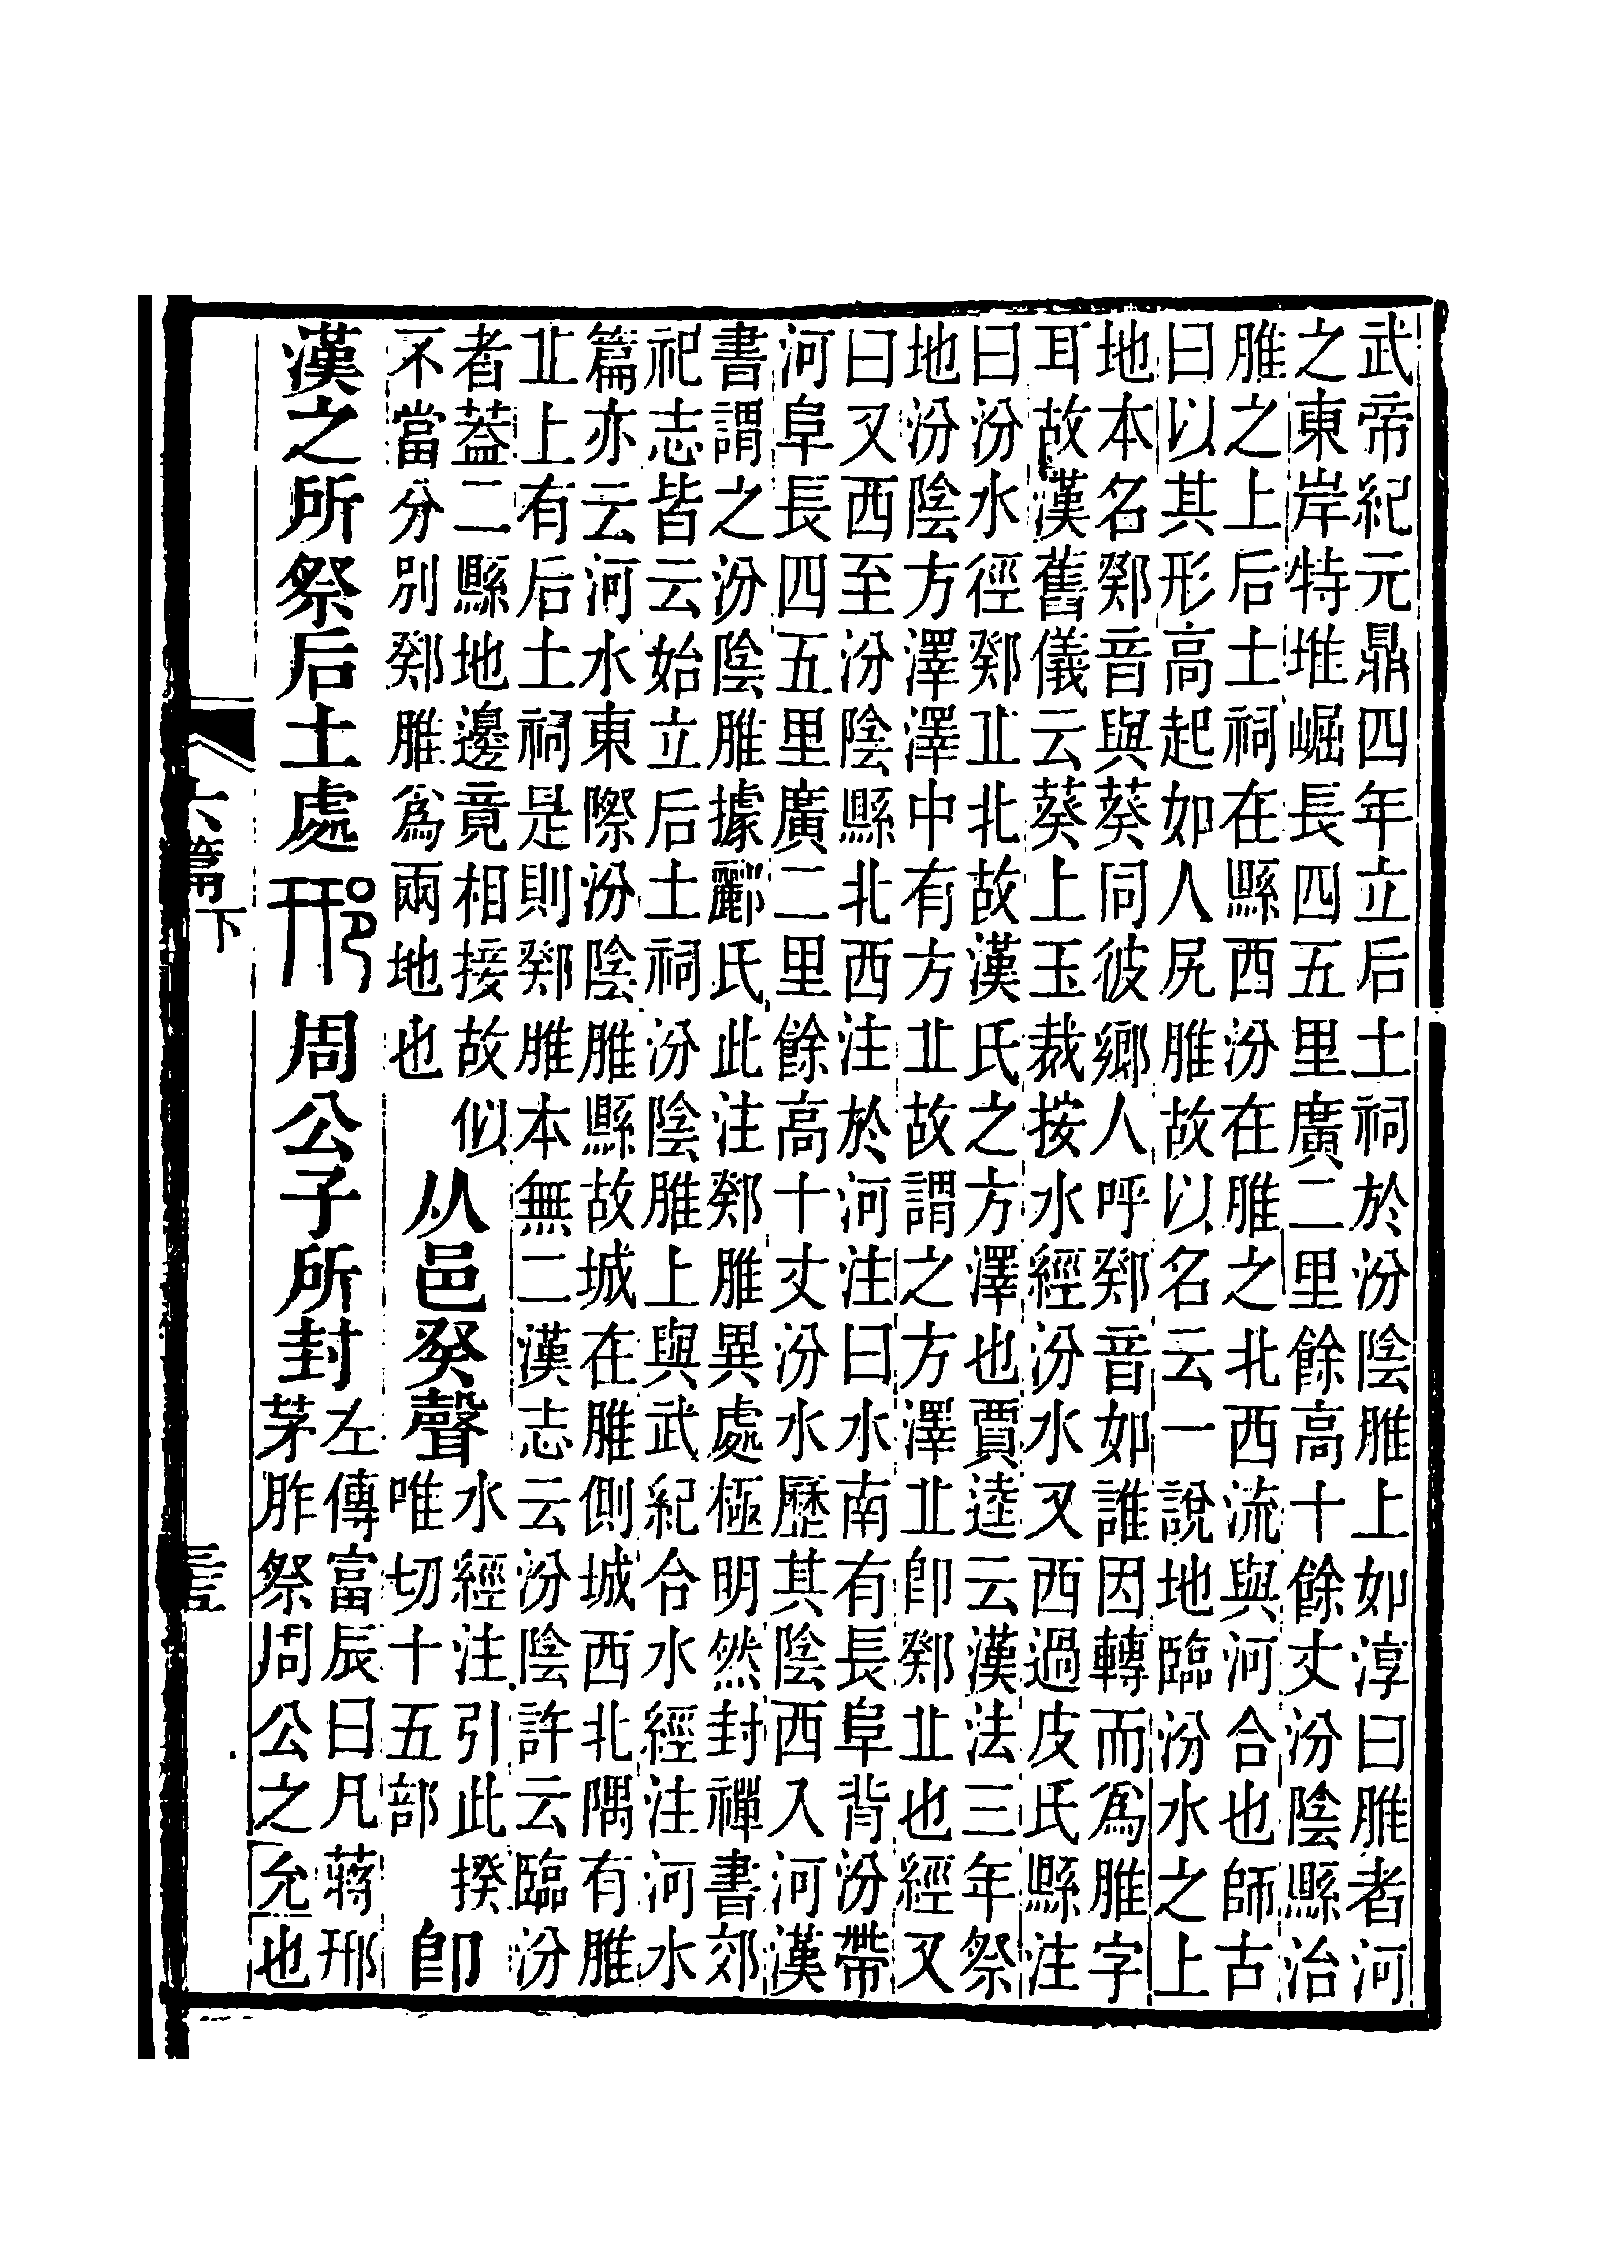 武帝紀元鼎四年立后土祠於汾陰脽上如淳曰脽者河
之東岸特堆崛長四五里廣二里餘高十餘丈汾陰縣治
脽之上后土祠在縣西汾在脽之北西流與河合也師古
曰以其形高起如人尻脽故以名云一說地臨汾水之上
地本名鄈音與葵同彼鄉人呼鄈音如誰因轉而爲脽字
耳故漢舊儀云葵上玉裁按水經汾水又西過皮氏縣注
曰汾水徑鄈丠北故漢氏之方澤也賈逵云漢法三年祭
地汾陰方澤澤中有方丠故謂之方澤丠卽鄈丠也經又
曰又西至汾陰縣北西注於河注曰水南有長阜背汾帶
河阜長四五里廣二里餘高十丈汾水歷其陰西入河漢
書謂之汾陰脽據酈氏此注鄈脽異處極明然封禪書郊
祀志皆云始立后土祠汾陰脽上與武紀合水經注河水
篇亦云河水東際汾陰脽縣故城在脽側城西北隅有脽
丠上有后土祠是則鄈脽本無二漢志云汾陰許云臨汾
者葢二縣地邊竟相接故似
不當分別鄈脽爲兩地也
从邑癸聲
水經注引此揆
唯切十五部
卽
漢之所祭后土處邢周公子所封
左傳富辰曰凡蔣邢
茅胙祭周公之允也
六篇下